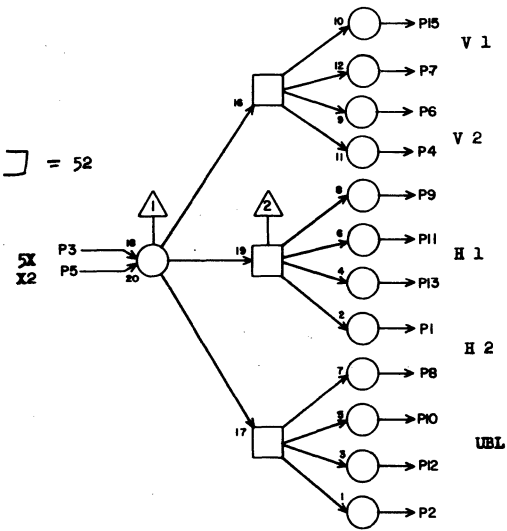 10 P15
V 1
12 P7
16
9 P6
V 2
11 P4
⊐ = 52
8 P9
1
2
P3 18
19
6 P11
H 1
5X
P5
X2
20
4 P13
2 P1
H 2
7 P8
17
5 P10
UBL
3 P12
1 P2